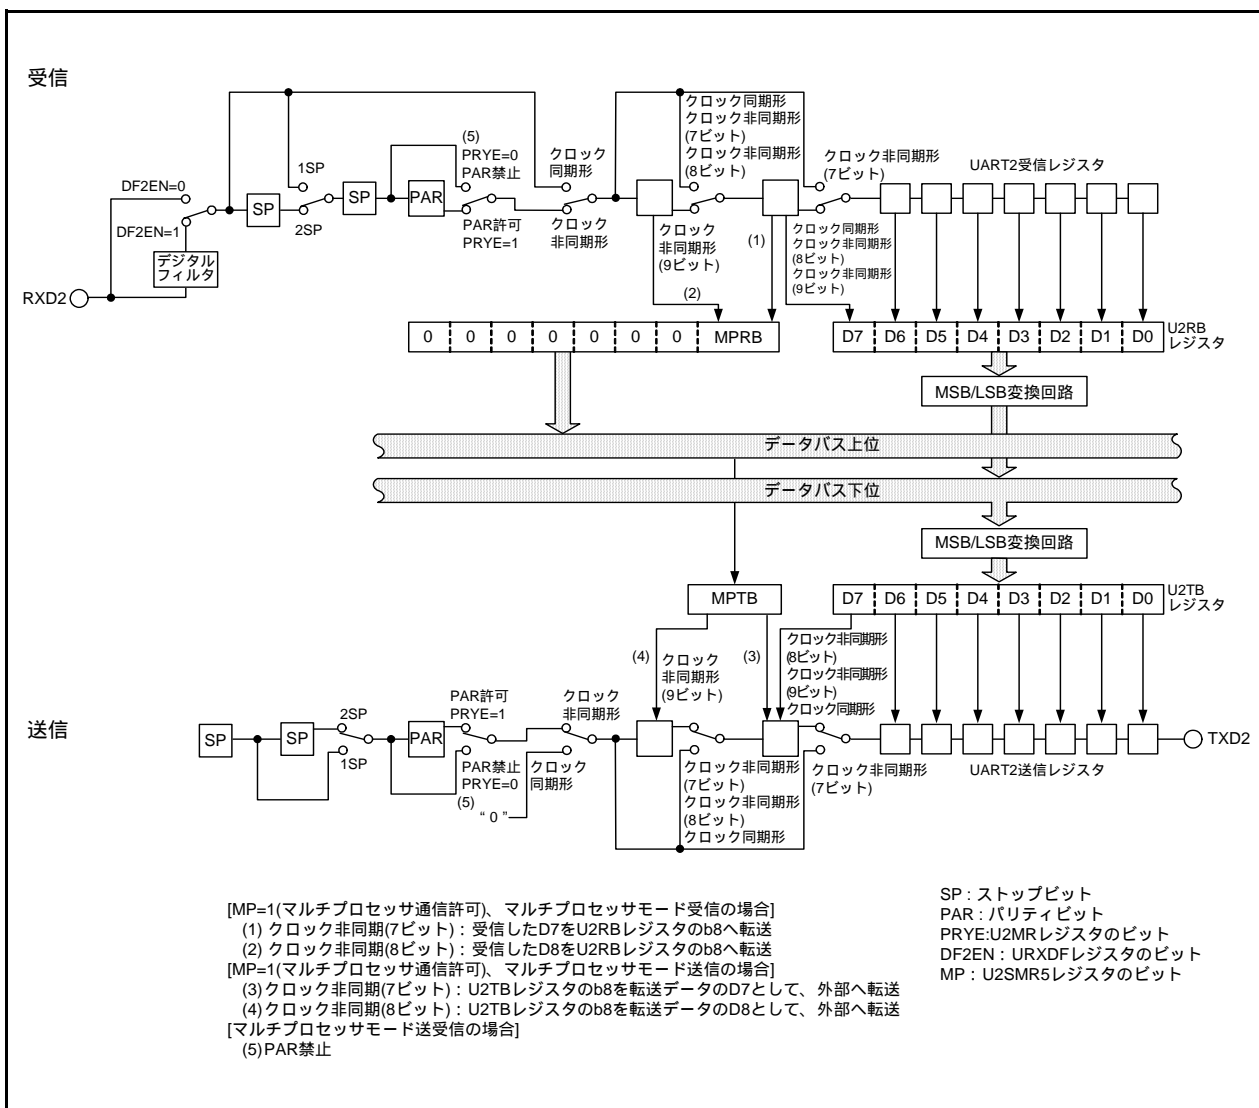 受信
DF2EN=0
DF2EN=1
デジタル
フィルタ
RXD2
SP
1SP
2SP
SP
PAR
(5)
PRYE=0
PAR禁止
PAR許可
PRYE=1
クロック
同期形
クロック
非同期形
クロック同期形
クロック非同期形
(7ビット)
クロック非同期形
(8ビット)
クロック
非同期形
(9ビット)
(2)
(1)
クロック非同期形
(7ビット)
クロック同期形
クロック非同期形
(8ビット)
クロック非同期形
(9ビット)
UART2受信レジスタ
0 0 0 0 0 0 0 MPRB
D7 D6 D5 D4 D3 D2 D1 D0
U2RB
レジスタ
MSB/LSB変換回路
データバス上位
データバス下位
MSB/LSB変換回路
MPTB
D7 D6 D5 D4 D3 D2 D1 D0
U2TB
レジスタ
(4)
クロック
非同期形
(9ビット)
(3)
クロック非同期形
(8ビット)
クロック非同期形
(9ビット)
クロック同期形
送信
SP
SP
2SP
1SP
PAR
PAR許可
PRYE=1
PAR禁止
PRYE=0
(5)
クロック
非同期形
クロック
同期形
“ 0 ”
クロック非同期形
(7ビット)
クロック非同期形
(8ビット)
クロック同期形
クロック非同期形
(7ビット)
UART2送信レジスタ
TXD2
[MP=1(マルチプロセッサ通信許可)、マルチプロセッサモード受信の場合]
(1) クロック非同期(7ビット) : 受信したD7をU2RBレジスタのb8へ転送
(2) クロック非同期(8ビット) : 受信したD8をU2RBレジスタのb8へ転送
[MP=1(マルチプロセッサ通信許可)、マルチプロセッサモード送信の場合]
(3)クロック非同期(7ビット) : U2TBレジスタのb8を転送データのD7として、外部へ転送
(4)クロック非同期(8ビット) : U2TBレジスタのb8を転送データのD8として、外部へ転送
[マルチプロセッサモード送受信の場合]
(5)PAR禁止
SP : ストップビット
PAR : パリティビット
PRYE:U2MRレジスタのビット
DF2EN : URXDFレジスタのビット
MP : U2SMR5レジスタのビット